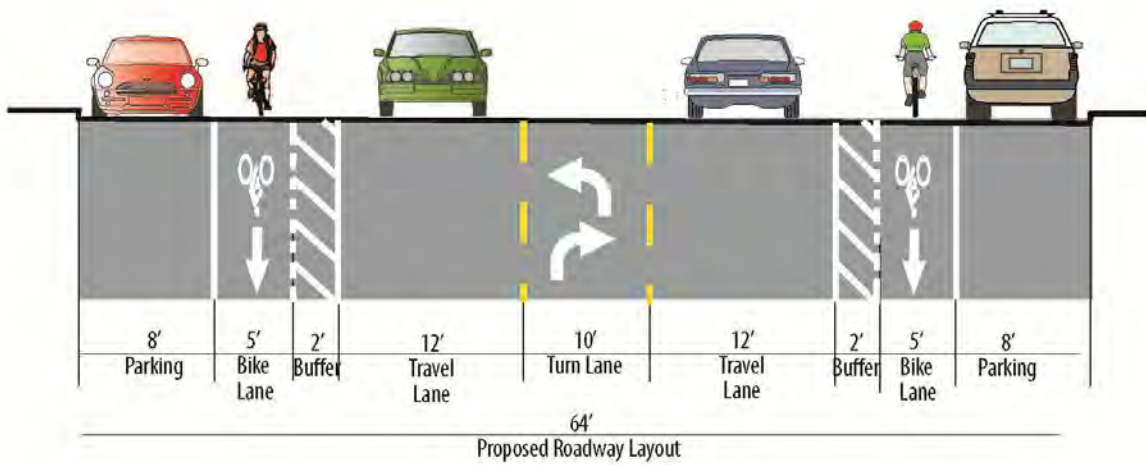 8’ 5’ 2’ 12’ 10’ 12’ 2’ 5’ 8’
Parking Bike Buffer Travel Turn Lane Travel Buffer Bike Parking
Lane Lane Lane Lane
64’
Proposed Roadway Layout